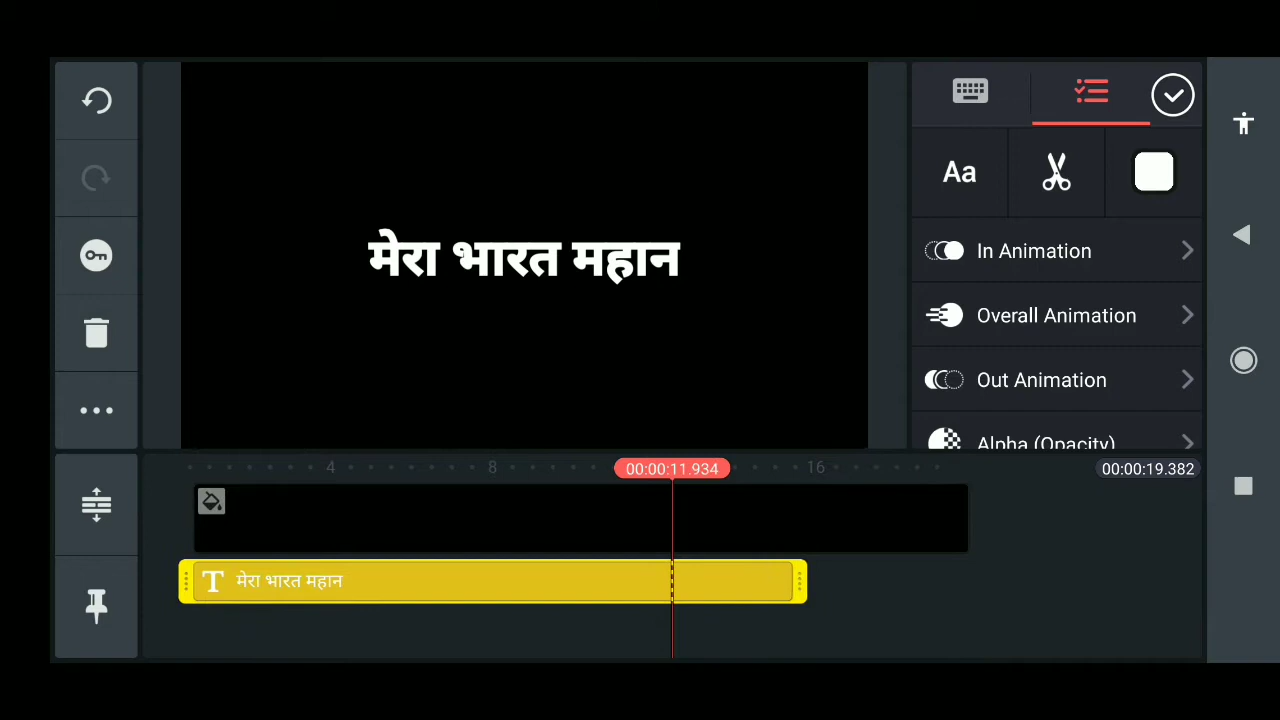 मेरा भारत महान
Aa
In Animation
Overall Animation
Out Animation
Alpha (Opacity)
4
8
00:00:11.934
16
00:00:19.382
T मेरा भारत महान